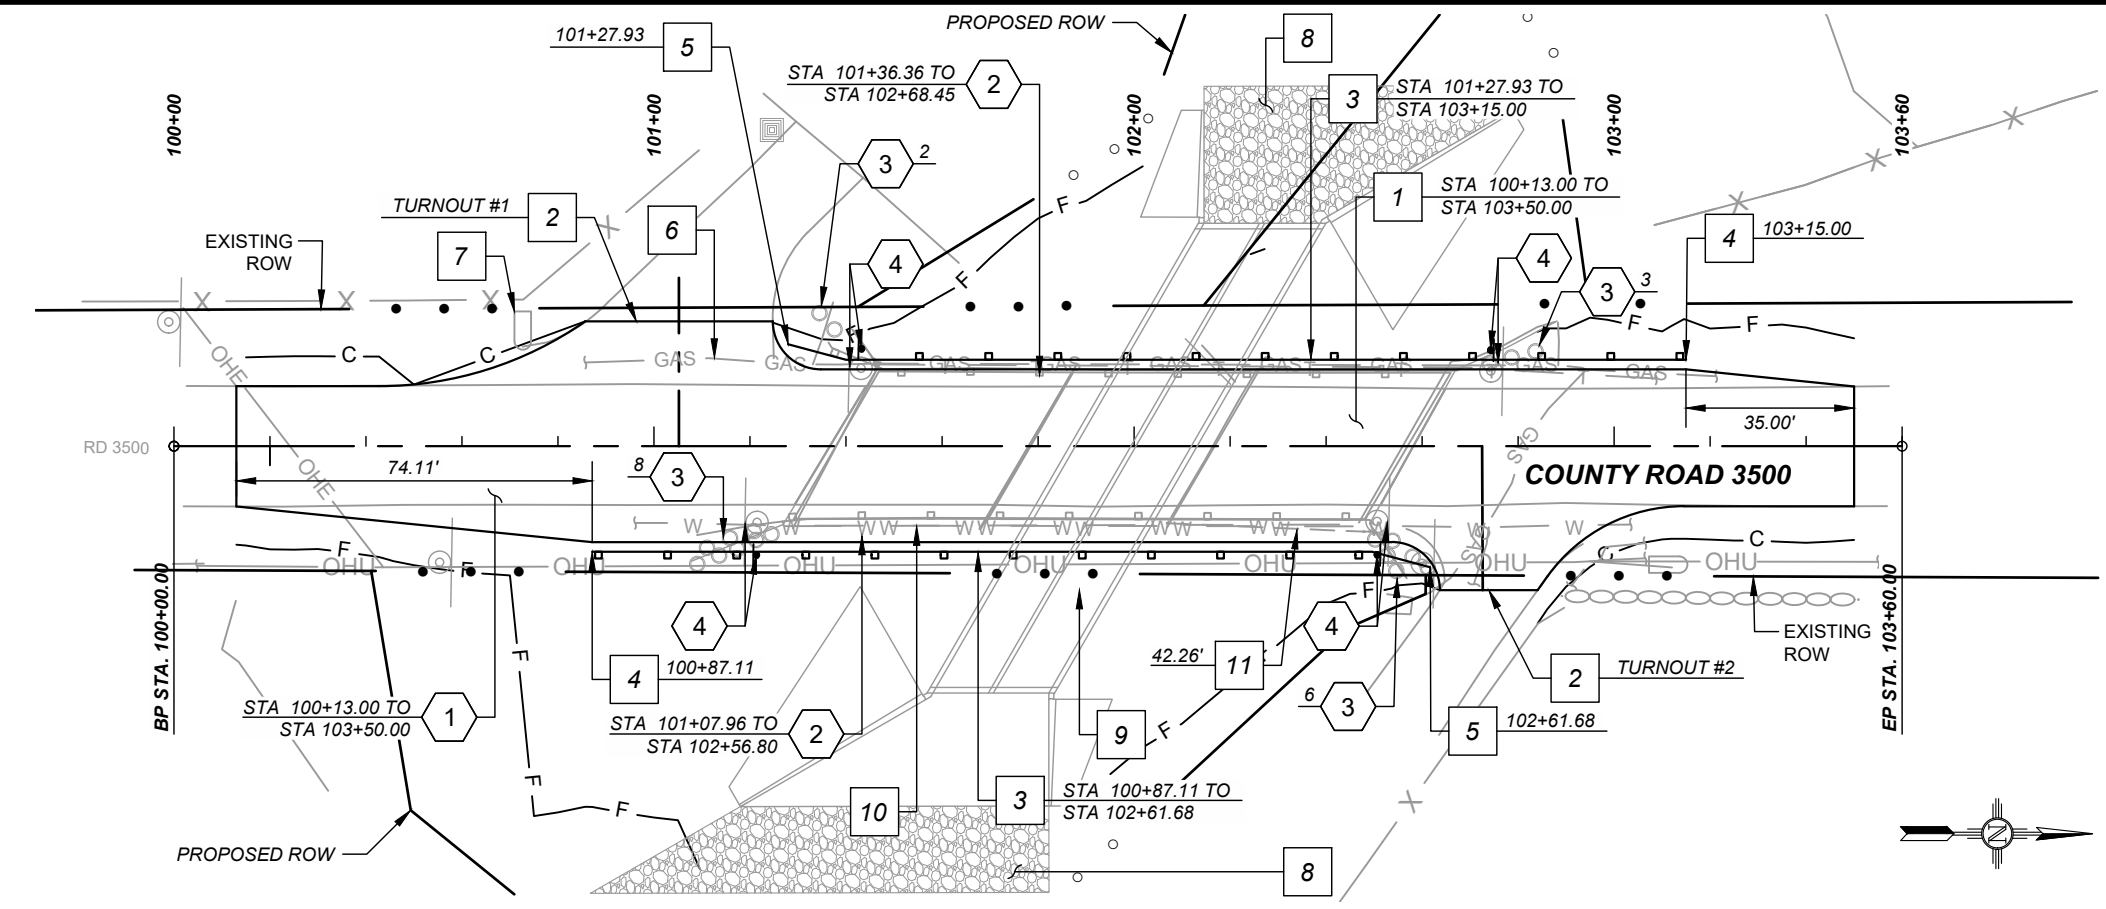 PROPOSED ROW
8
101+27.93
5
STA 101+36.36 TO
STA 102+68.45
2
3
STA 101+27.93 TO
STA 103+15.00
100+00
101+00
102+00
103+00
103+60
3
2
1
STA 100+13.00 TO
STA 103+50.00
TURNOUT #1
2
6
7
EXISTING
ROW
4
4
103+15.00
4
3
3
X
X
X
X
X
X
X
F
F
F
F
F
C
C
GAS
GAS
GAS
GAS
GAS
GAS
GAS
GAS
GAS
OHE
OHE
35.00'
RD 3500
74.11'
8
3
COUNTY ROAD 3500
GAS
GAS
W
W
W
W
W
W
W
W
W
W
W
W
W
W
F
F
OHU
OHU
OHU
OHU
OHU
OHU
OHU
C
C
F
F
F
F
F
F
4
4
4
100+87.11
42.26'
11
EXISTING
ROW
2
TURNOUT #2
BP STA. 100+00.00
EP STA. 103+60.00
STA 100+13.00 TO
STA 103+50.00
1
STA 101+07.96 TO
STA 102+56.80
2
9
6
3
5
102+61.68
10
3
STA 100+87.11 TO
STA 102+61.68
X
PROPOSED ROW
8
N